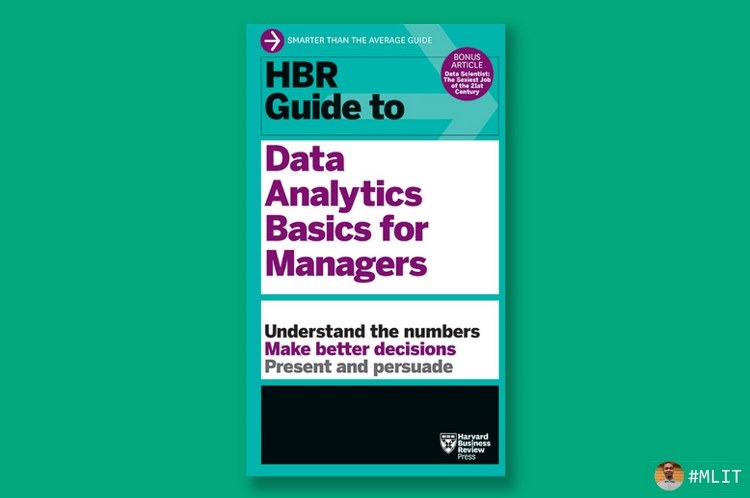 SMARTER THAN THE AVERAGE GUIDE
BONUS
ARTICLE
Data Scientist:
The Sexiest Job
of the 21st
Century
HBR
Guide to
Data
Analytics
Basics for
Managers
Understand the numbers
Make better decisions
Present and persuade
Harvard
Business
Review
Press
#MLIT